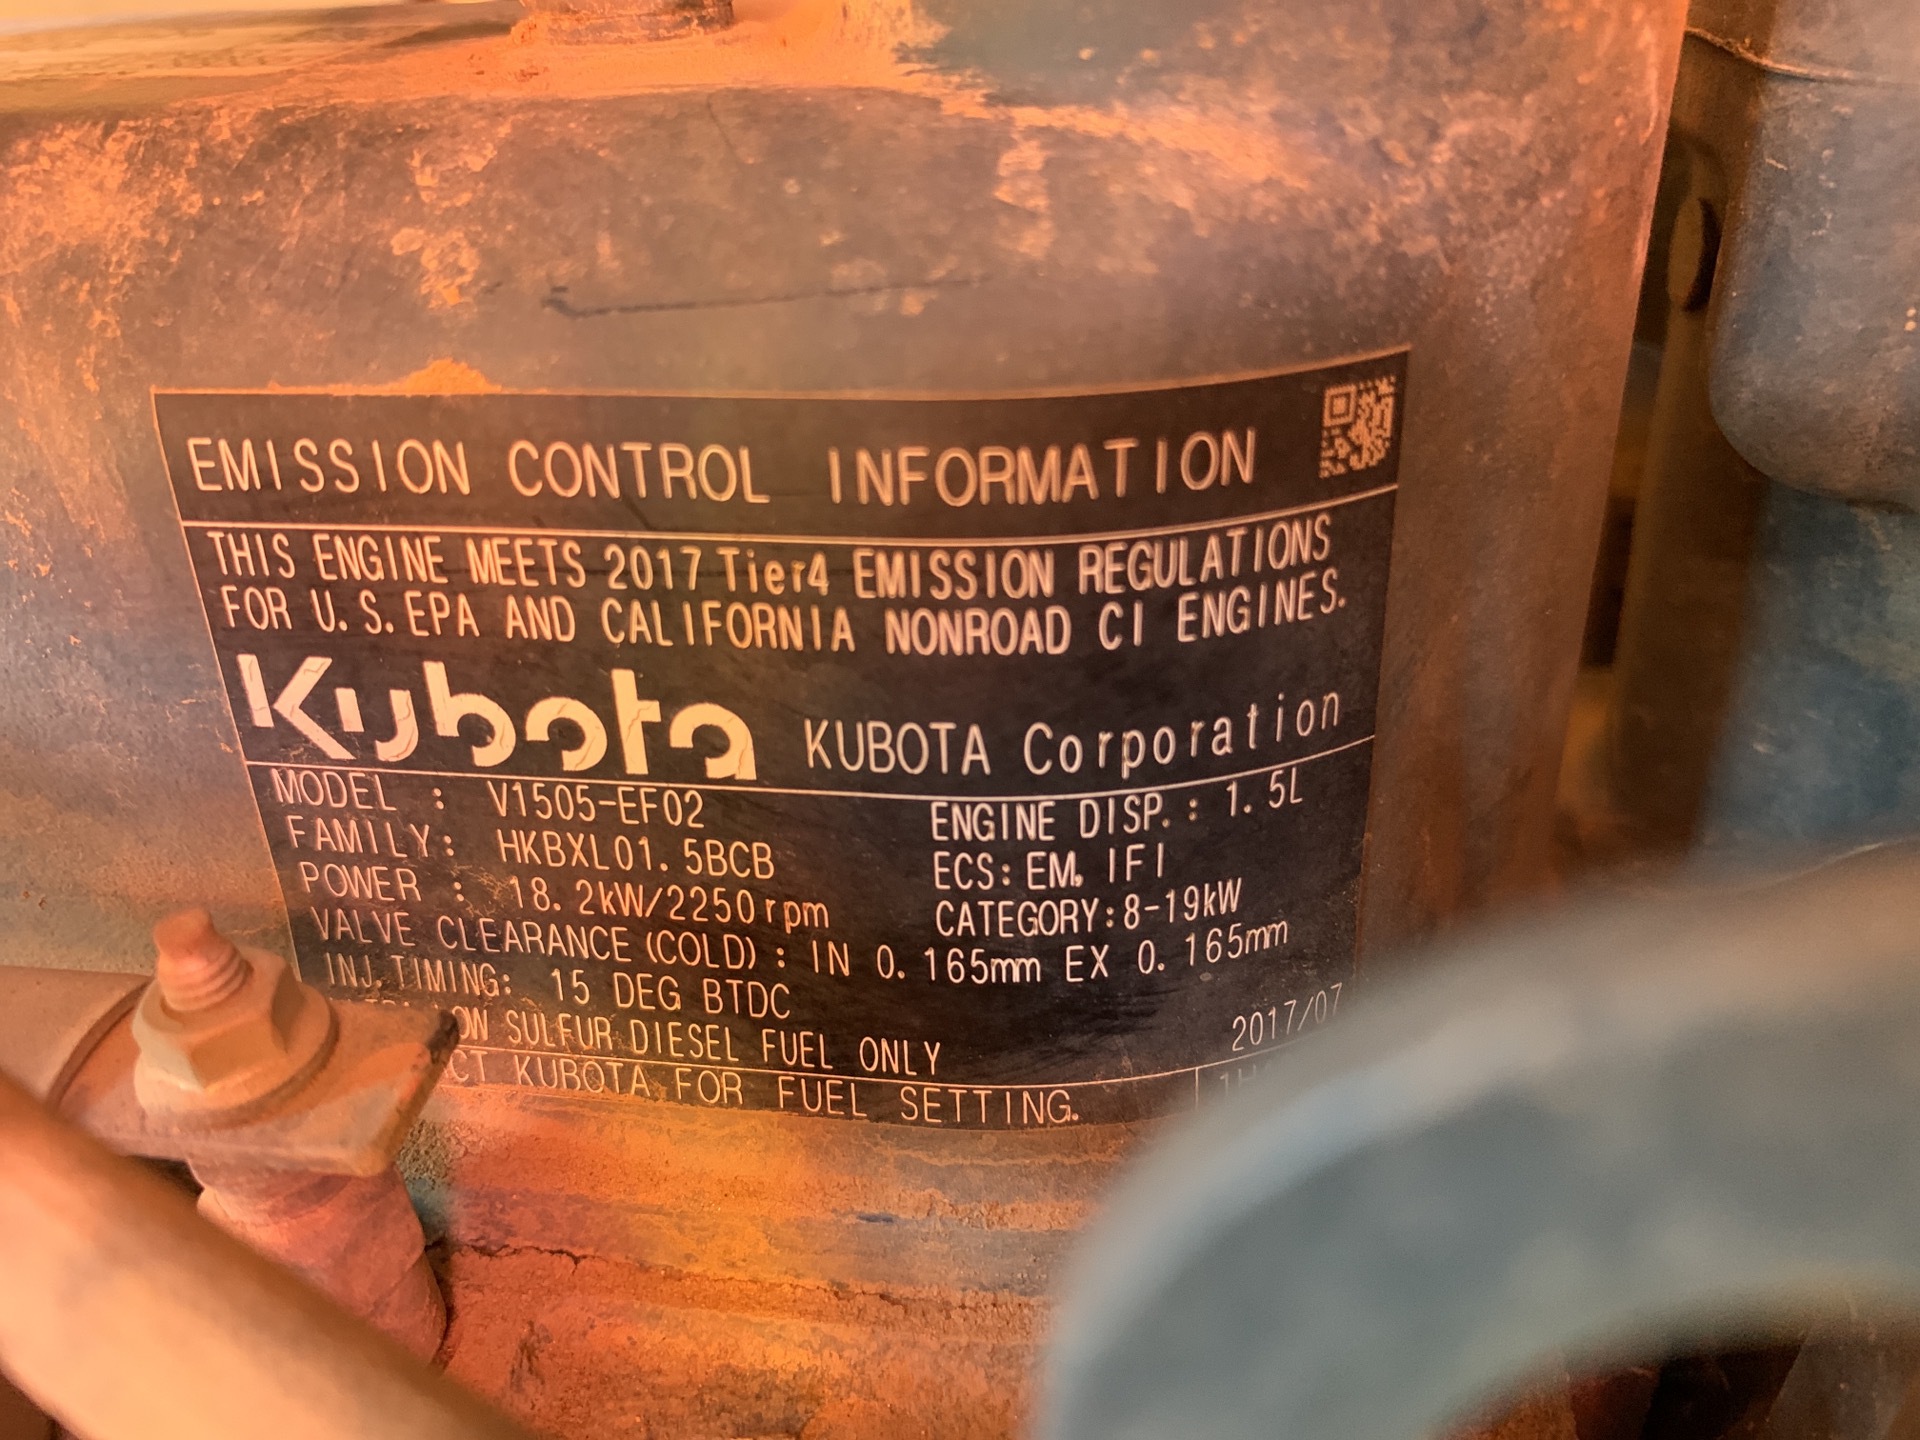 EMISSION CONTROL INFORMATION
THIS ENGINE MEETS 2017 Tier4 EMISSION REGULATIONS
FOR U.S. EPA AND CALIFORNIA NONROAD CI ENGINES.
Kubota KUBOTA Corporation
MODEL : V1505-EF02 ENGINE DISP. : 1.5L
FAMILY: HKBXL01.5BCB ECS: EM, IFI
POWER : 18.2kW/2250rpm CATEGORY:8-19kW
VALVE CLEARANCE (COLD) : IN 0.165mm EX 0.165mm
INJ.TIMING: 15 DEG BTDC
SULFUR DIESEL FUEL ONLY 2017/07
KUBOTA FOR FUEL SETTING.